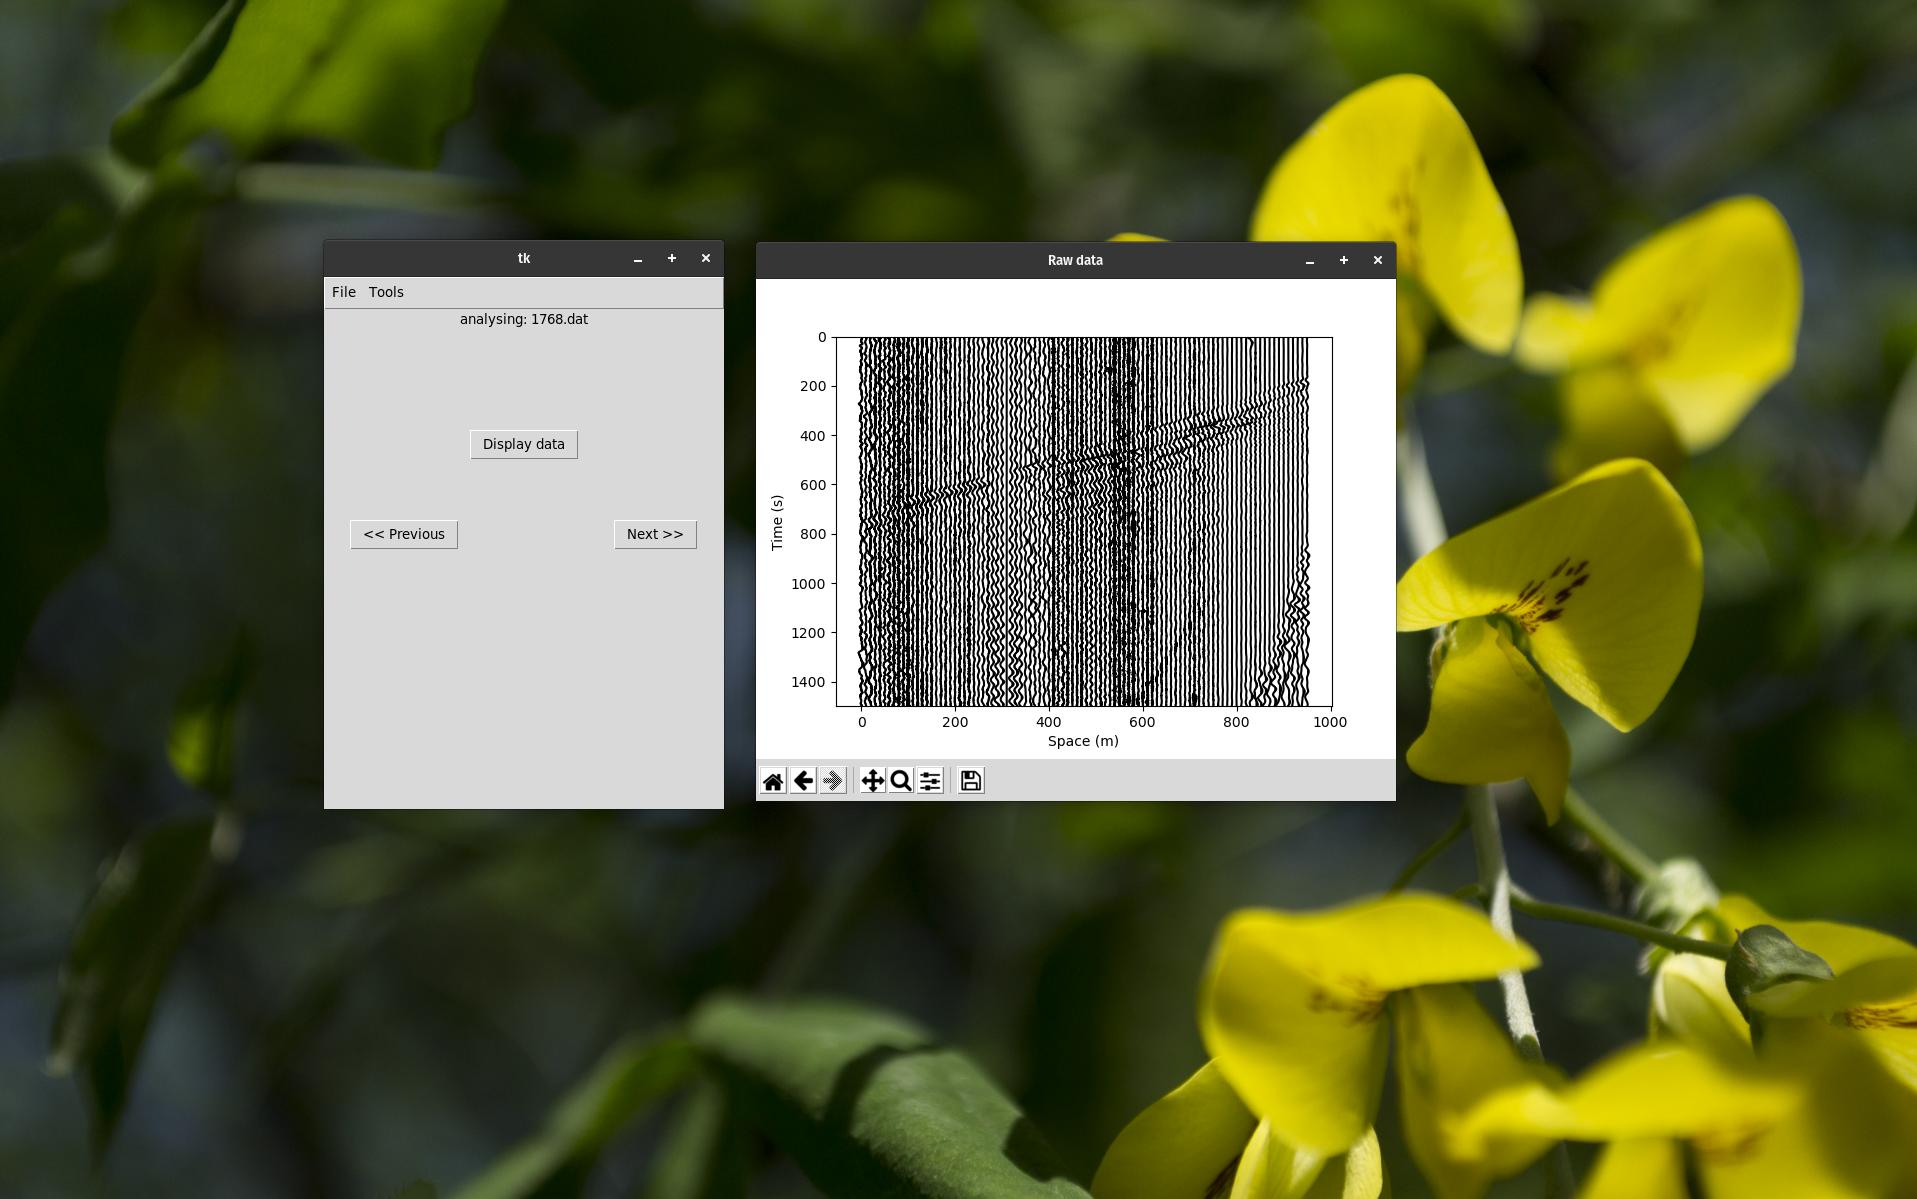 tk
File Tools
analysing: 1768.dat
Display data
<< Previous
Next >>
Raw data
0
200
400
600
800
1000
1200
1400
Time (s)
0 200 400 600 800 1000
Space (m)